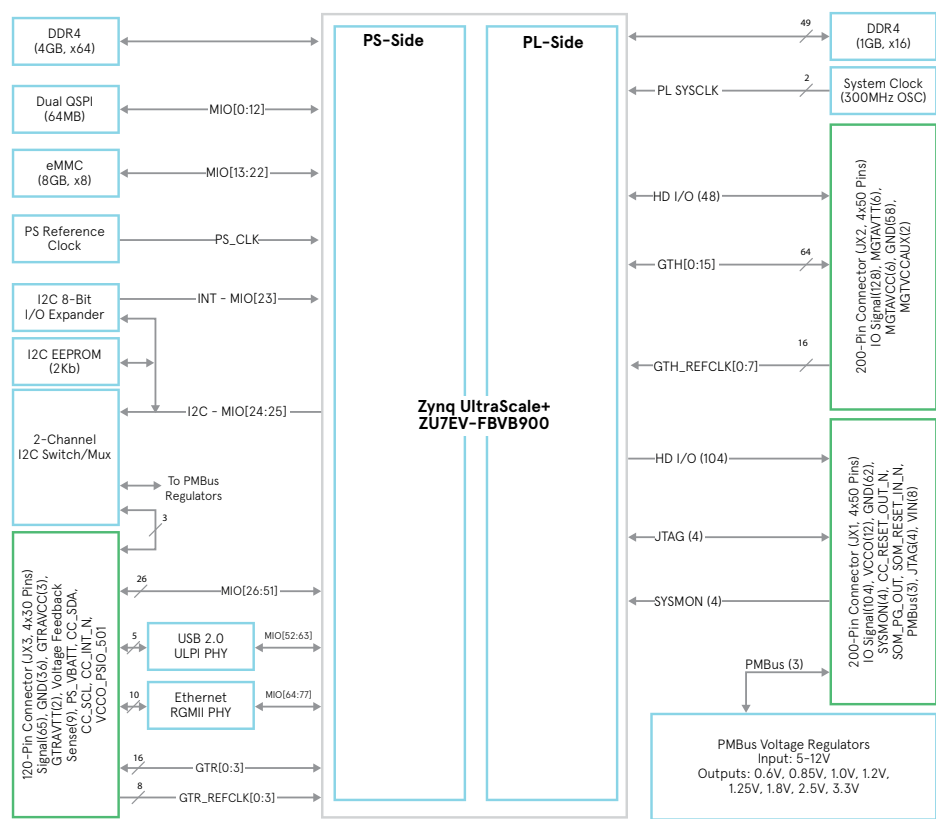 DDR4
(4GB, x64)
Dual QSPI
(64MB)
MIO[0:12]
eMMC
(8GB, x8)
MIO[13:22]
PS Reference
Clock
PS_CLK
I2C 8-Bit
I/O Expander
INT - MIO[23]
I2C EEPROM
(2Kb)
2-Channel
I2C Switch/Mux
I2C - MIO[24:25]
To PMBus
Regulators
3
120-Pin Connector (JX3, 4x30 Pins)
Signal(65), GND(36), GTRAVCC(3),
GTRAVTT(2), Voltage Feedback
Sense(9), PS_VBATT, CC_SDA,
CC_SCL, CC_INT_N,
VCCO_PSIO_501
26
MIO[26:51]
5
USB 2.0
ULPI PHY
MIO[52:63]
10
Ethernet
RGMII PHY
MIO[64:77]
16
GTR[0:3]
8
GTR_REFCLK[0:3]
PS-Side
PL-Side
Zynq UltraScale+
ZU7EV-FBVB900
49
DDR4
(1GB, x16)
PL SYSCLK
2
System Clock
(300MHz OSC)
HD I/O (48)
GTH[0:15]
64
GTH_REFCLK[0:7]
16
200-Pin Connector (JX2, 4x50 Pins)
IO Signal(128), MGTAVTT(6),
MGTAVCC(6), GND(58),
MGTVCCAUX(2)
HD I/O (104)
JTAG (4)
SYSMON (4)
200-Pin Connector (JX1, 4x50 Pins)
IO Signal(104), VCCO(12), GND(62),
SYSMON(4), CC_RESET_OUT_N,
SOM_PG_OUT, SOM_RESET_IN_N,
PMBus(3), JTAG(4), VIN(8)
PMBus (3)
PMBus Voltage Regulators
Input: 5-12V
Outputs: 0.6V, 0.85V, 1.0V, 1.2V,
1.25V, 1.8V, 2.5V, 3.3V